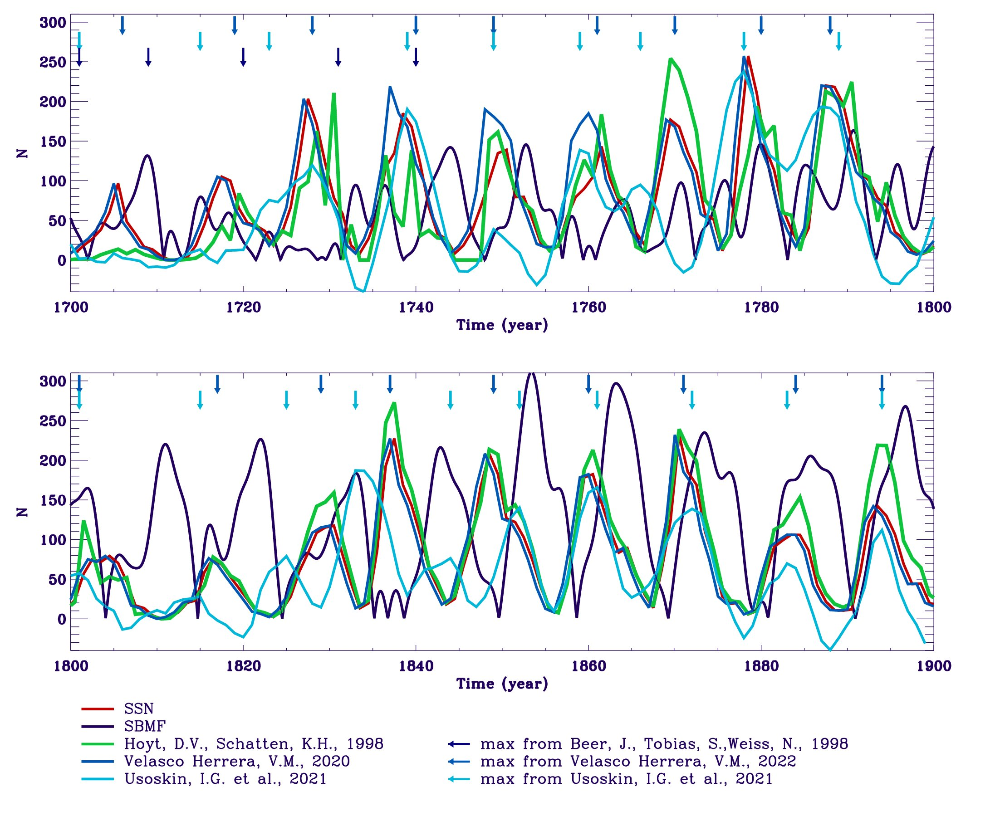 300
250
200
150
100
50
0
N
1700 1720 1740 1760 1780 1800
Time (year)
300
250
200
150
100
50
0
N
1800 1820 1840 1860 1880 1900
Time (year)
SSN
SBMF
Hoyt, D.V., Schatten, K.H., 1998
Velasco Herrera, V.M., 2020
Usoskin, I.G. et al., 2021
max from Beer, J., Tobias, S.,Weiss, N., 1998
max from Velasco Herrera, V.M., 2022
max from Usoskin, I.G. et al., 2021